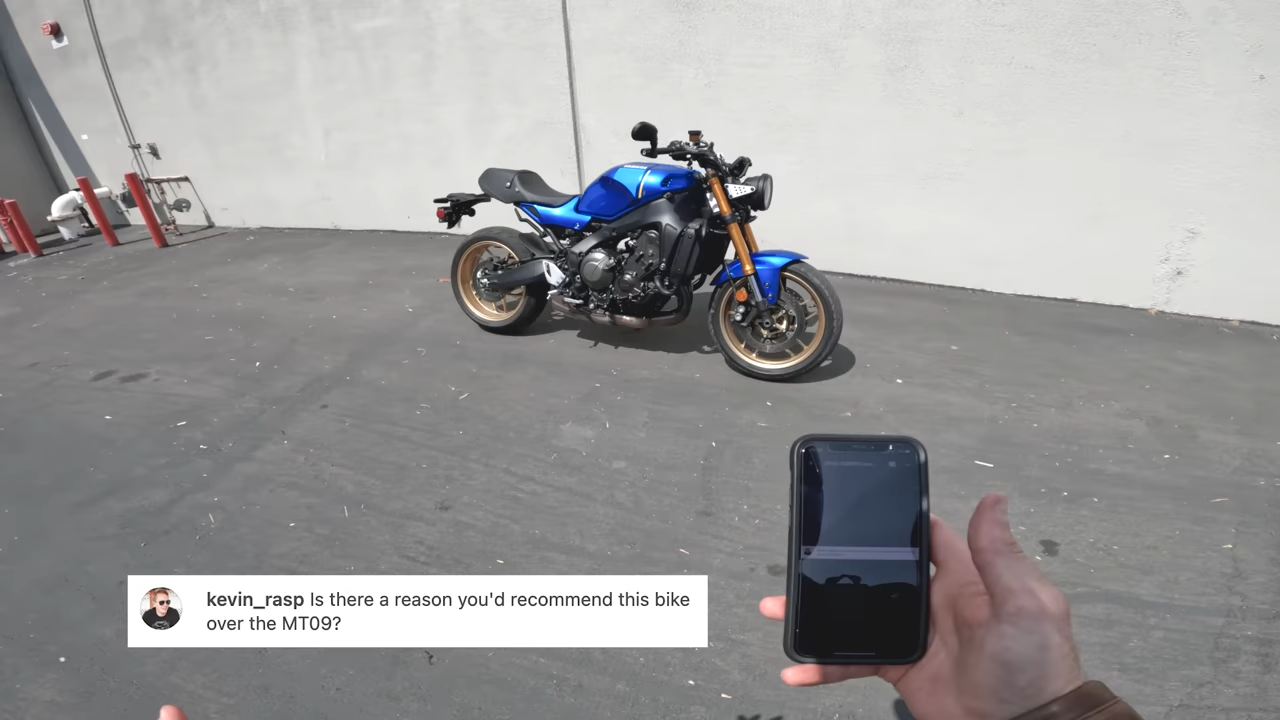 kevin_rasp Is there a reason you'd recommend this bike
over the MT09?